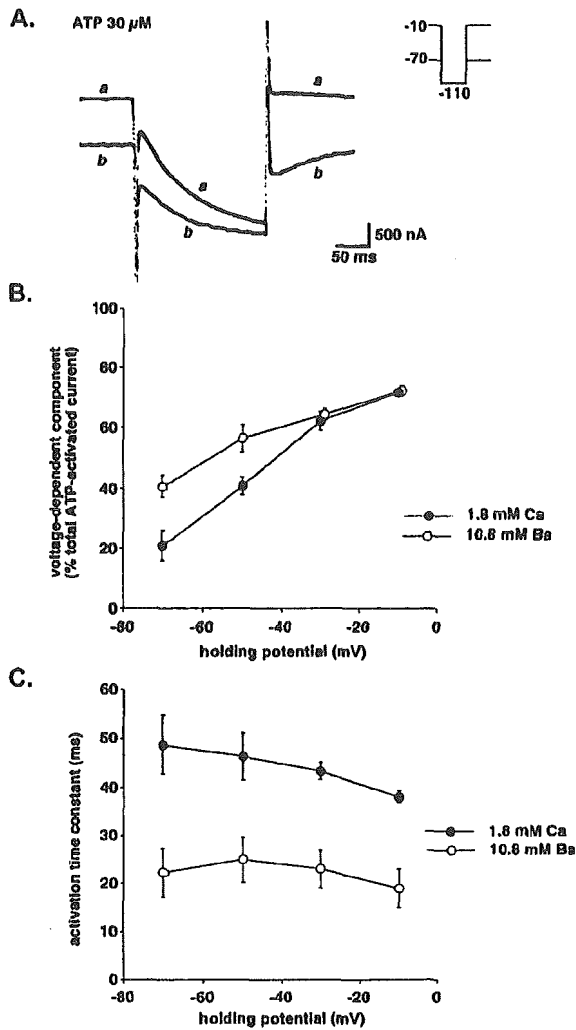 A.
ATP 30 µM
-10
-70
-110
a
b
a
b
a
b
500 nA
50 ms
B.
voltage-dependent component
(% total ATP-activated current)
100
80
60
40
20
0
-80 -60 -40 -20 0
holding potential (mV)
1.8 mM Ca
10.8 mM Ba
C.
activation time constant (ms)
60
50
40
30
20
10
0
-80 -60 -40 -20 0
holding potential (mV)
1.8 mM Ca
10.8 mM Ba